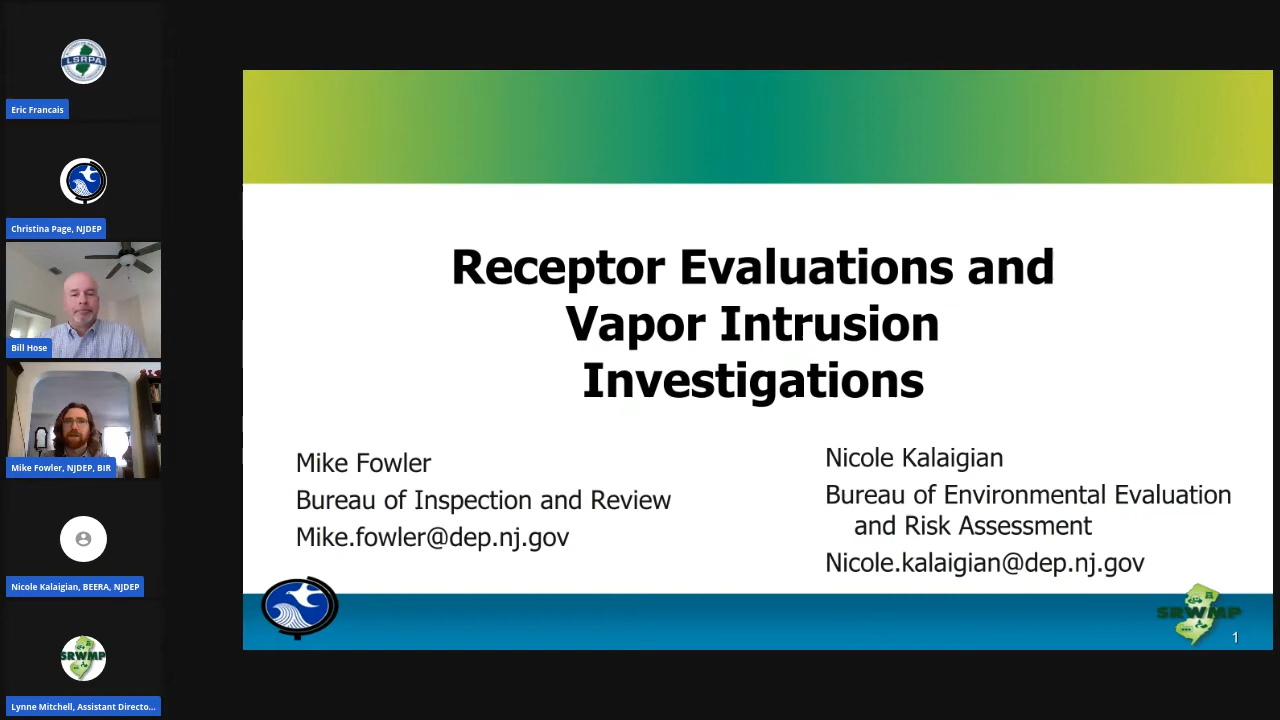 LSRPA
Eric Francais
Christina Page, NJDEP
Bill Hose
Mike Fowler, NJDEP, BIR
Nicole Kalaigian, BEERA, NJDEP
SRWMP
Lynne Mitchell, Assistant Directo...
Receptor Evaluations and
Vapor Intrusion
Investigations
Mike Fowler
Bureau of Inspection and Review
Mike.fowler@dep.nj.gov
Nicole Kalaigian
Bureau of Environmental Evaluation
and Risk Assessment
Nicole.kalaigian@dep.nj.gov
SRWMP
1